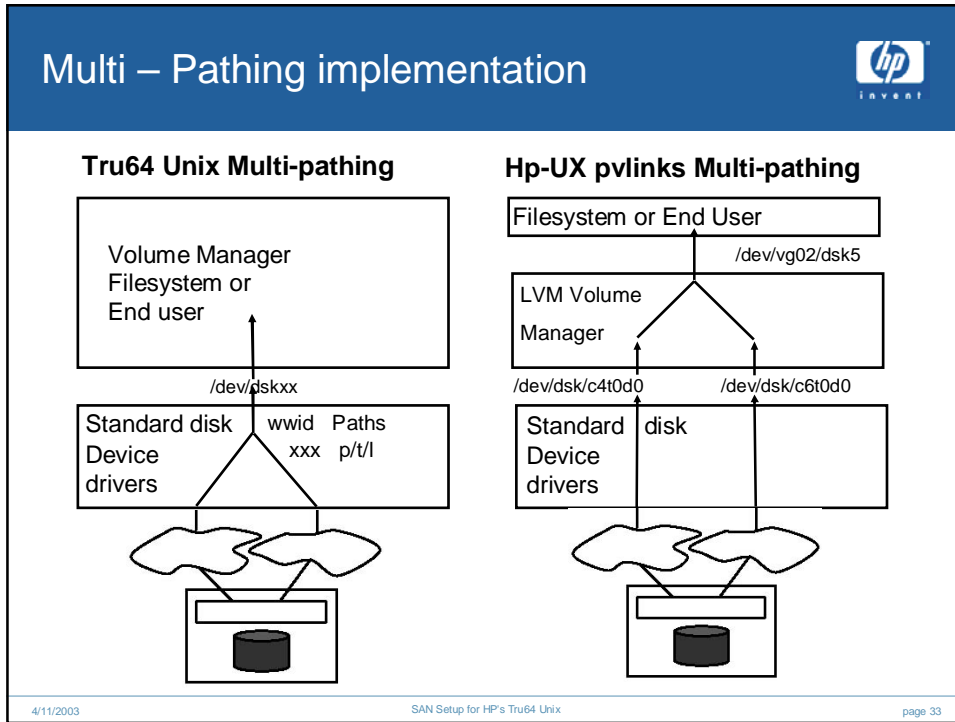 Multi – Pathing implementation
hp
invent
Tru64 Unix Multi-pathing
Volume Manager
Filesystem or
End user
/dev/dskxx
Standard disk
Device
drivers
wwid Paths
xxx p/t/l
Hp-UX pvlinks Multi-pathing
Filesystem or End User
/dev/vg02/dsk5
LVM Volume
Manager
/dev/dsk/c4t0d0
/dev/dsk/c6t0d0
Standard disk
Device
drivers
4/11/2003
SAN Setup for HP's Tru64 Unix
page 33